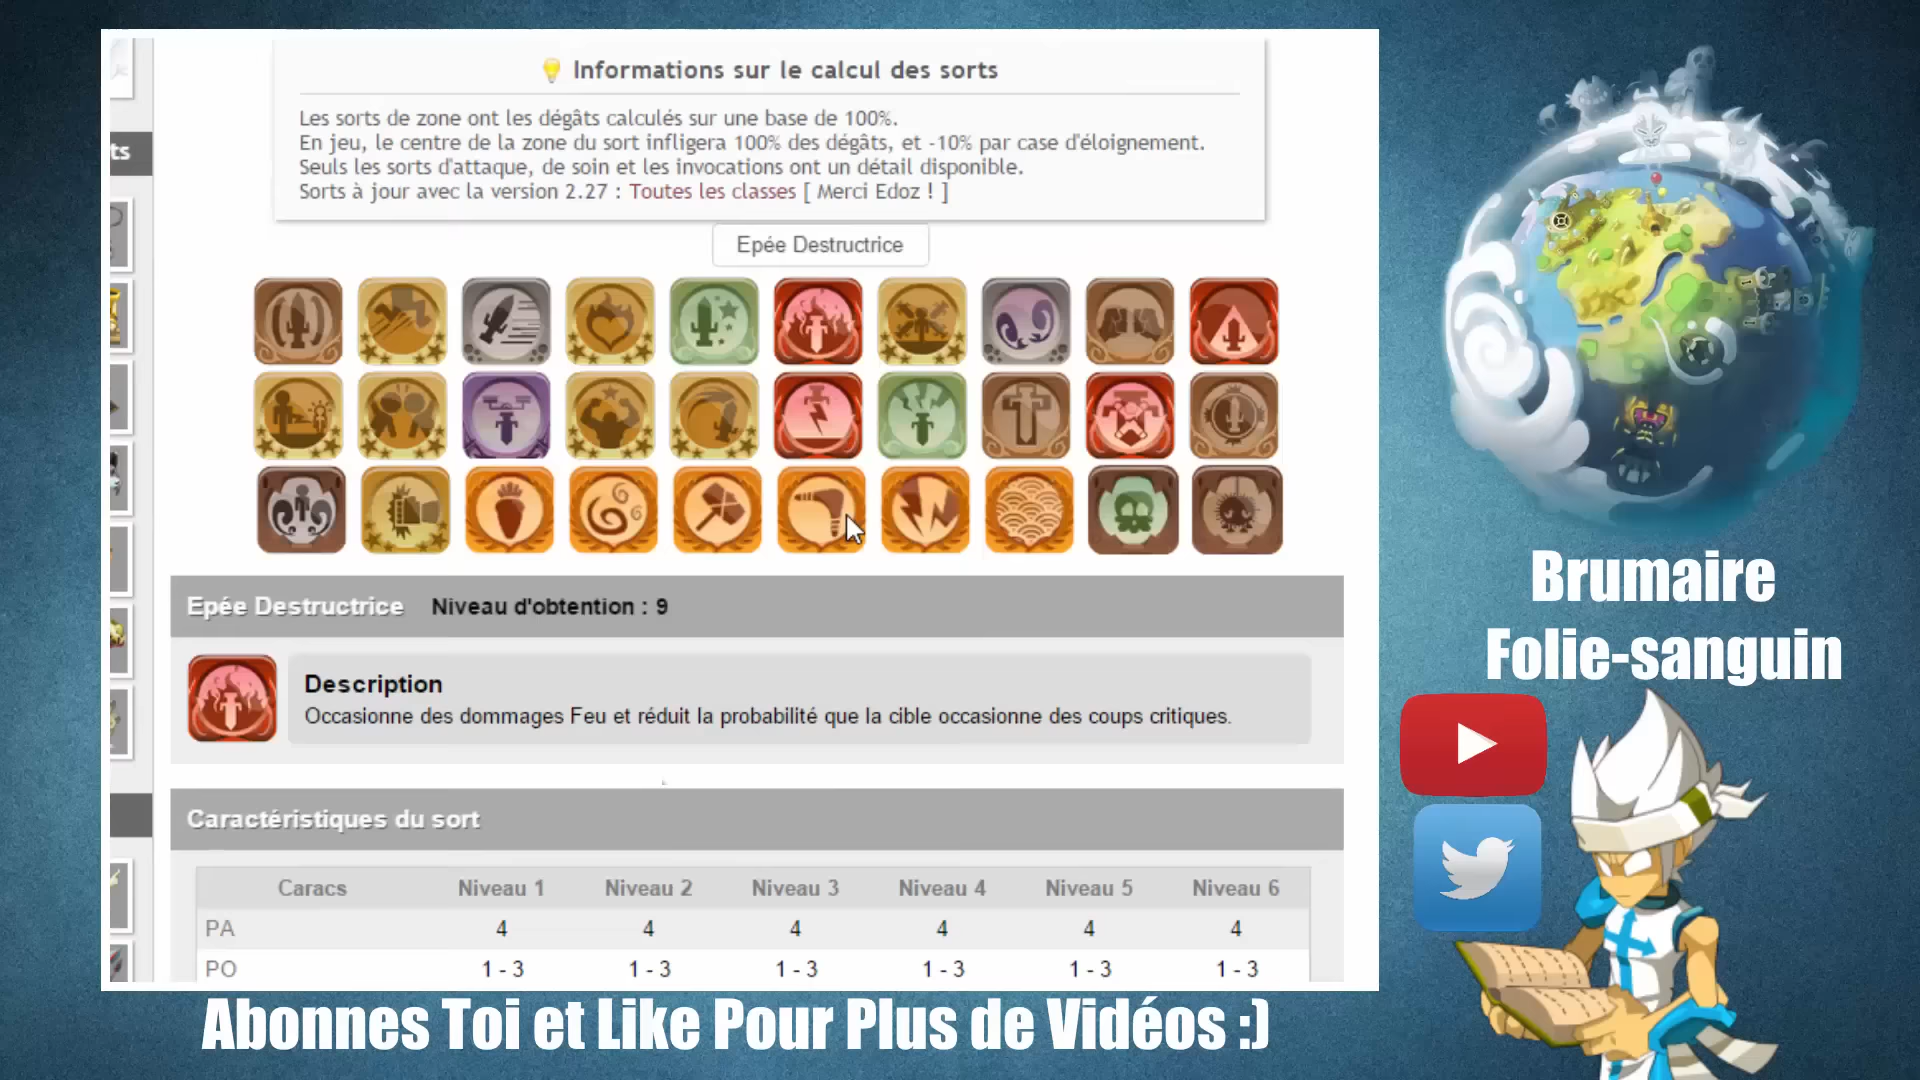 Informations sur le calcul des sorts
Les sorts de zone ont les dégâts calculés sur une base de 100%.
En jeu, le centre de la zone du sort infligera 100% des dégâts, et -10% par case d'éloignement.
Seuls les sorts d'attaque, de soin et les invocations ont un détail disponible.
Sorts à jour avec la version 2.27 : Toutes les classes [ Merci Edoz ! ]
ts
Epée Destructrice
Epée Destructrice Niveau d'obtention : 9
Description
Occasionne des dommages Feu et réduit la probabilité que la cible occasionne des coups critiques.
Caractéristiques du sort
Caracs Niveau 1 Niveau 2 Niveau 3 Niveau 4 Niveau 5 Niveau 6
PA 4 4 4 4 4 4
PO 1 - 3 1 - 3 1 - 3 1 - 3 1 - 3 1 - 3
Brumaire
Folie-sanguin
Abonnes Toi et Like Pour Plus de Vidéos :)